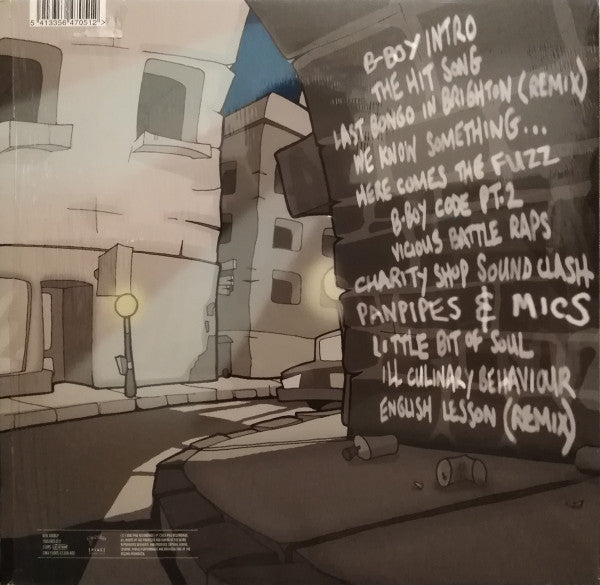 5 413356 470512 >
B-BOY INTRO
THE HIT SONG
LAST BONGO IN BRIGHTON (REMIX)
WE KNOW SOMETHING...
HERE COMES THE FUZZ
B-BOY CODE PT. 2
VICIOUS BATTLE RAPS
CHARITY SHOP SOUND CLASH
PANPIPES & MICS
LITTLE BIT OF SOUL
ILL CULINARY BEHAVIOUR
ENGLISH LESSON (REMIX)